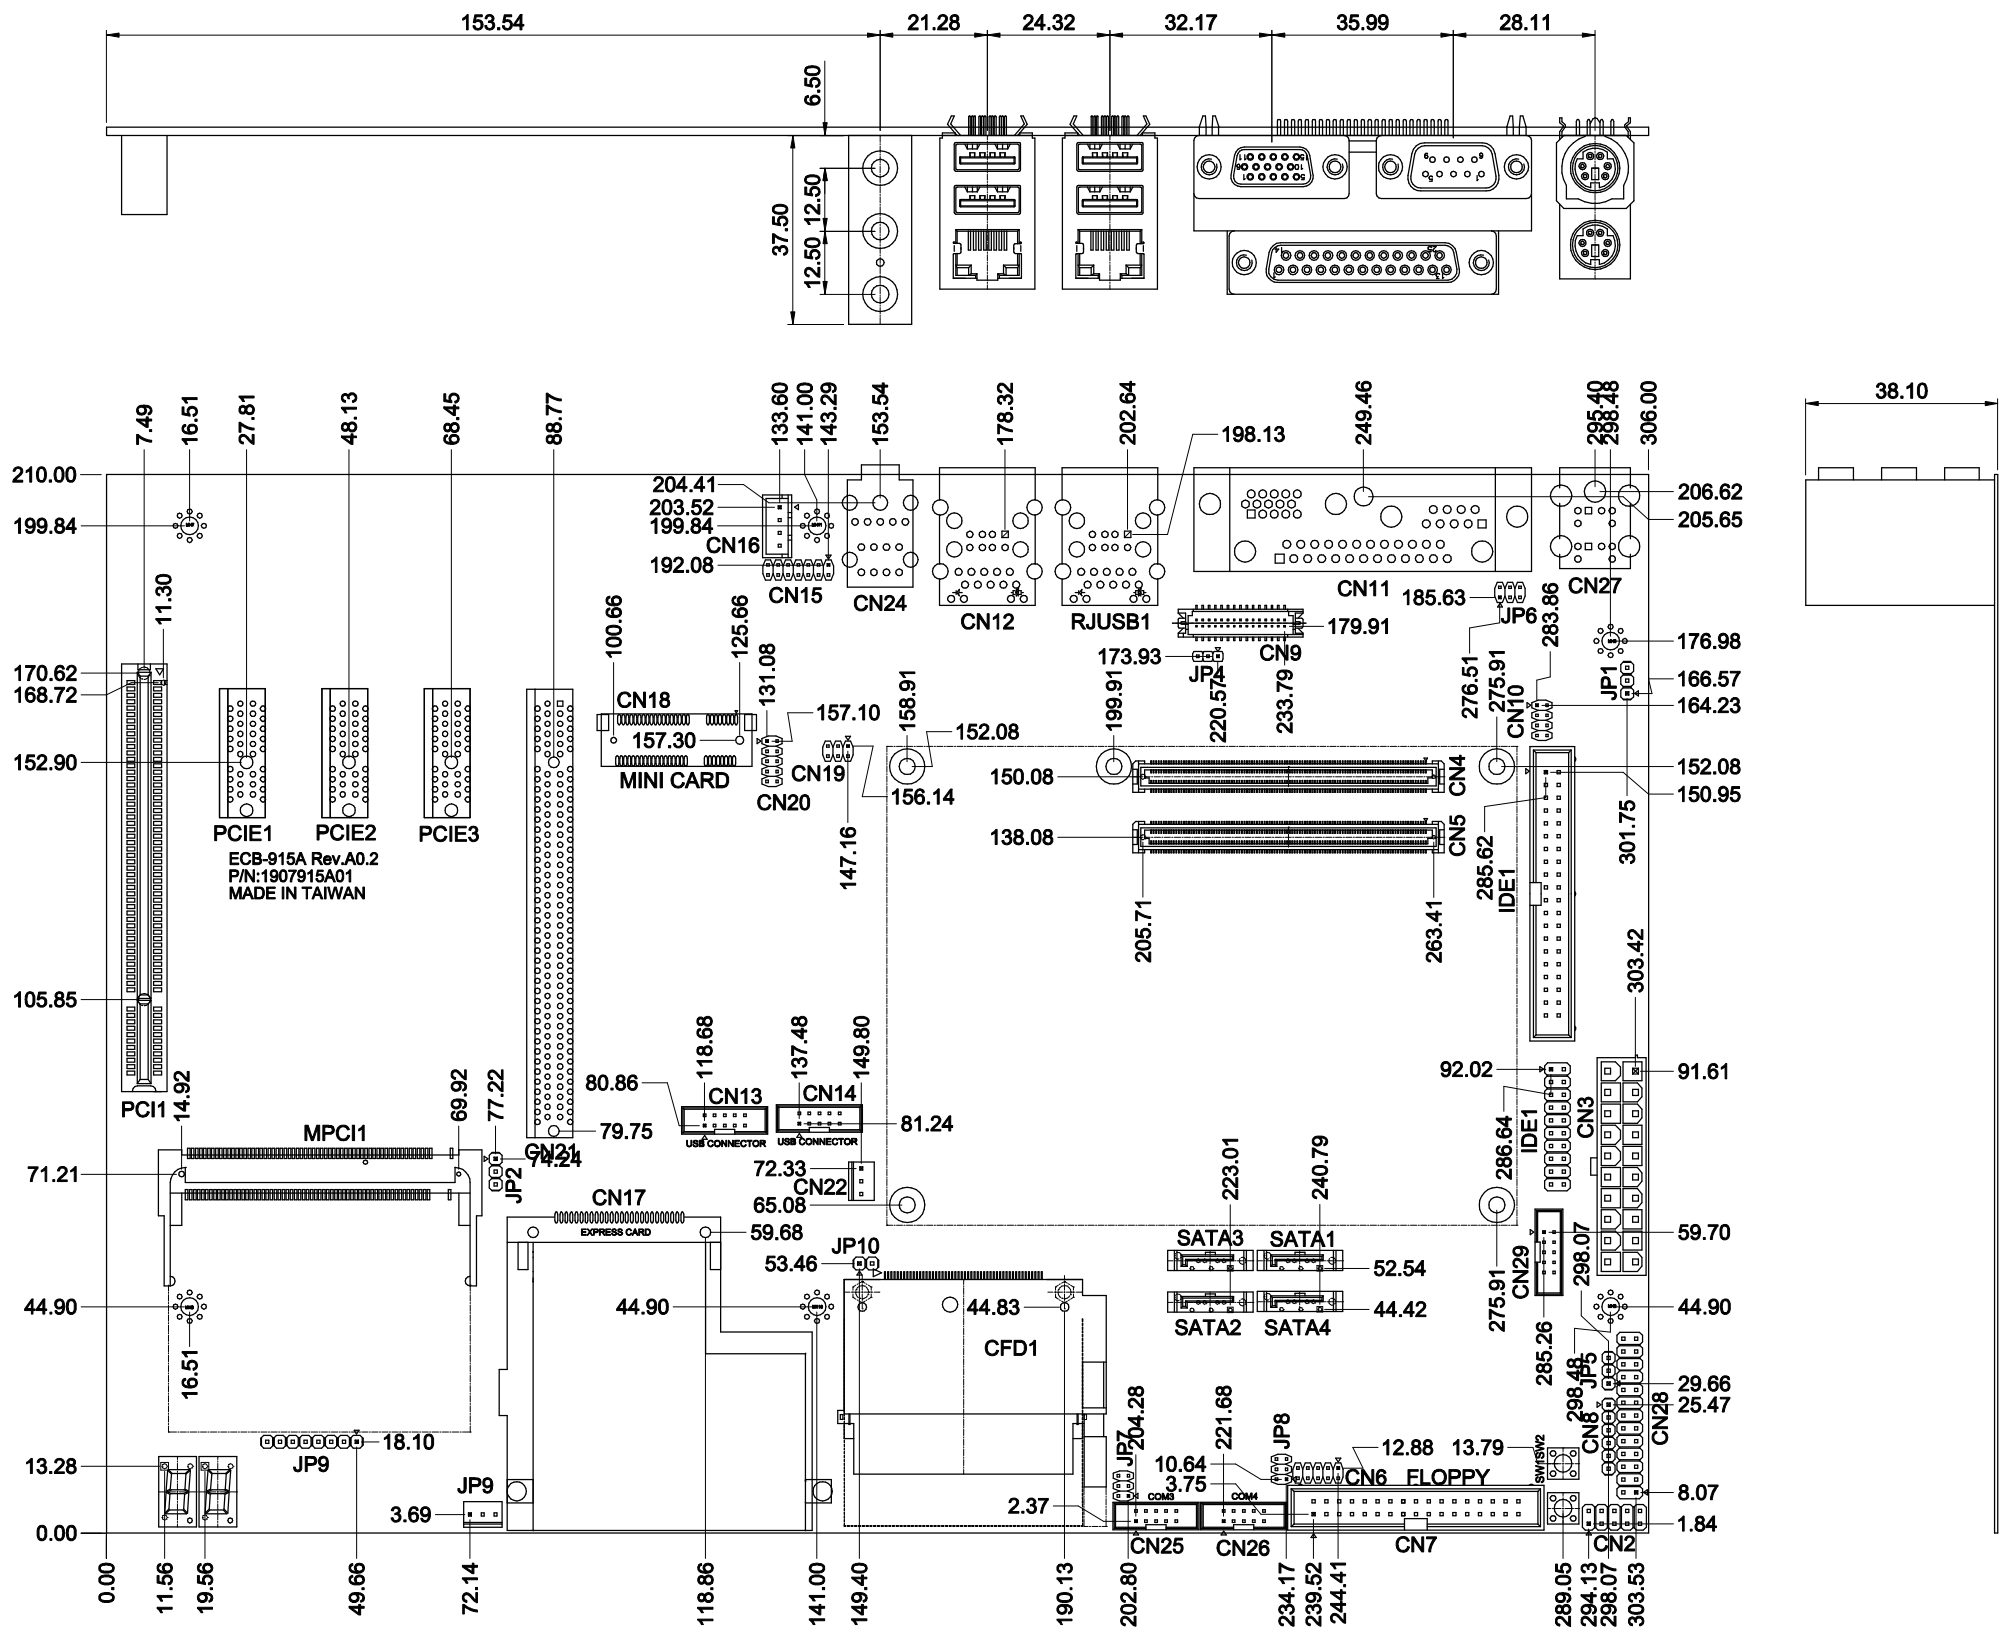 153.54
21.28
24.32
32.17
35.99
28.11
6.50
37.50
12.50
12.50
38.10
7.49
16.51
27.81
48.13
68.45
88.77
133.60
141.00
143.29
153.54
178.32
202.64
249.46
295.40
298.48
306.00
198.13
210.00
199.84
204.41
203.52
199.84
CN16
192.08
CN15
CN24
CN12
RJUSB1
CN11
CN27
206.62
205.65
185.63
JP6
283.86
179.91
CN9
173.93
JP4
220.57
233.79
276.51
275.91
CN10
JP1
176.98
166.57
164.23
11.30
170.62
168.72
152.90
100.66
125.66
131.08
CN18
157.30
157.10
MINI CARD
CN19
CN20
156.14
147.16
158.91
152.08
199.91
150.08
CN4
138.08
CN5
205.71
263.41
285.62
IDE1
301.75
152.08
150.95
PCIE1
PCIE2
PCIE3
ECB-915A Rev.A0.2
P/N:1907915A01
MADE IN TAIWAN
105.85
303.42
PCI1
14.92
69.92
77.22
MPCI1
71.21
JP2
74.24
CN21
79.75
118.68
137.48
149.80
80.86
CN13
CN14
USB CONNECTOR
USB CONNECTOR
81.24
72.33
CN22
65.08
92.02
91.61
CN3
286.64
IDE1
223.01
240.79
CN17
EXPRESS CARD
59.68
JP10
53.46
SATA3
SATA1
52.54
SATA2
SATA4
44.42
275.91
CN29
285.26
298.07
59.70
44.90
44.90
16.51
44.90
44.83
CFD1
298.48
JP5
29.66
25.47
CN8
CN28
18.10
JP9
13.28
JP9
3.69
0.00
204.28
221.68
JP7
JP8
10.64
3.75
12.88
13.79
SW1
SW2
CN6
FLOPPY
2.37
COM3
COM4
CN25
CN26
CN7
CN2
8.07
1.84
0.00
11.56
19.56
49.66
72.14
118.86
141.00
149.40
190.13
202.80
234.17
239.52
244.41
289.05
294.13
298.07
303.53